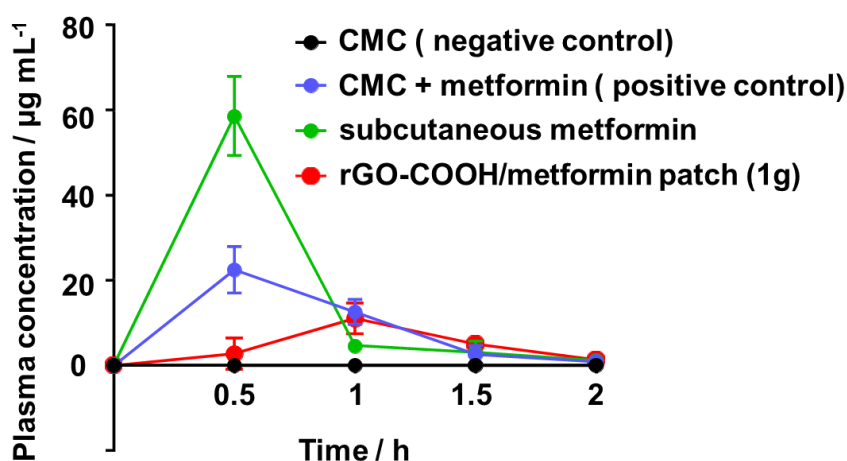 Plasma concentration / µg mL⁻¹
80
60
40
20
0
CMC ( negative control)
CMC + metformin ( positive control)
subcutaneous metformin
rGO-COOH/metformin patch (1g)
0.5 1 1.5 2
Time / h